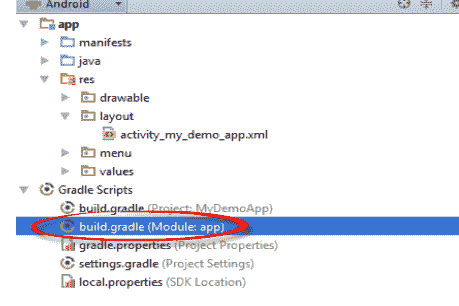 Android
app
manifests
java
res
drawable
layout
activity_my_demo_app.xml
menu
values
Gradle Scripts
build.gradle (Project: MyDemoApp)
build.gradle (Module: app)
gradle.properties (Project Properties)
settings.gradle (Project Settings)
local.properties (SDK Location)